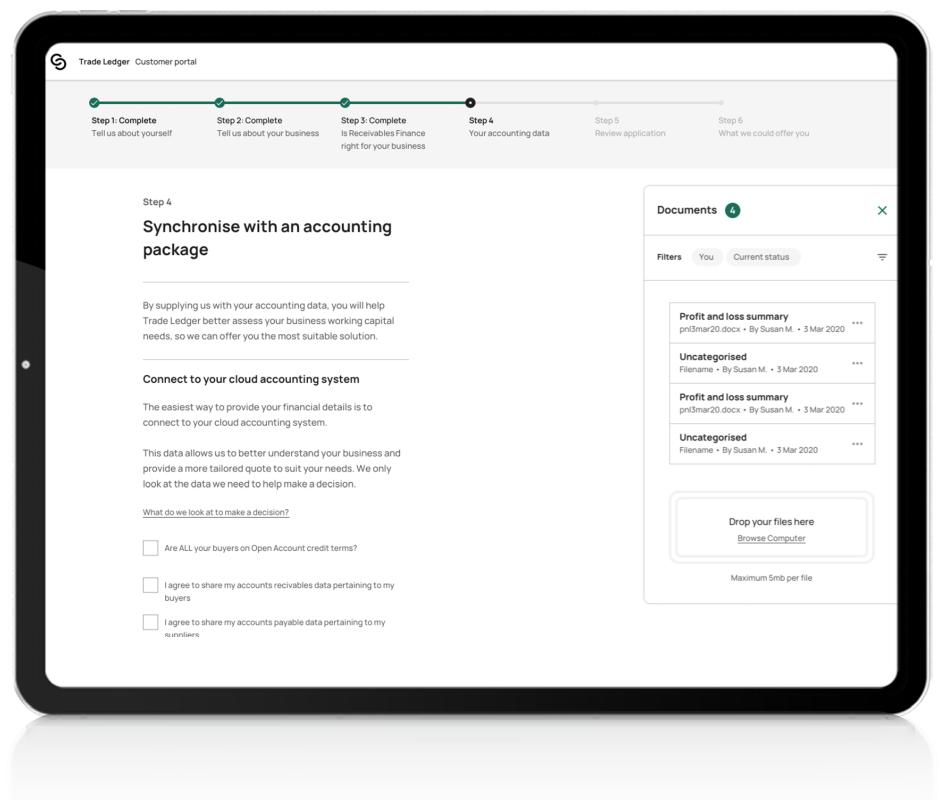 Trade Ledger Customer portal
Step 1: Complete
Tell us about yourself
Step 2: Complete
Tell us about your business
Step 3: Complete
Is Receivables Finance
right for your business
Step 4
Your accounting data
Step 5
Review application
Step 6
What we could offer you
Step 4
Synchronise with an accounting
package
By supplying us with your accounting data, you will help
Trade Ledger better assess your business working capital
needs, so we can offer you the most suitable solution.
Connect to your cloud accounting system
The easiest way to provide your financial details is to
connect to your cloud accounting system.
This data allows us to better understand your business and
provide a more tailored quote to suit your needs. We only
look at the data we need to help make a decision.
What do we look at to make a decision?
Are ALL your buyers on Open Account credit terms?
I agree to share my accounts recivables data pertaining to my
buyers
I agree to share my accounts payable data pertaining to my
suppliers
Documents 4
Filters You Current status
Profit and loss summary
pnl3mar20.docx • By Susan M. • 3 Mar 2020
Uncategorised
Filename • By Susan M. • 3 Mar 2020
Profit and loss summary
pnl3mar20.docx • By Susan M. • 3 Mar 2020
Uncategorised
Filename • By Susan M. • 3 Mar 2020
Drop your files here
Browse Computer
Maximum 5mb per file